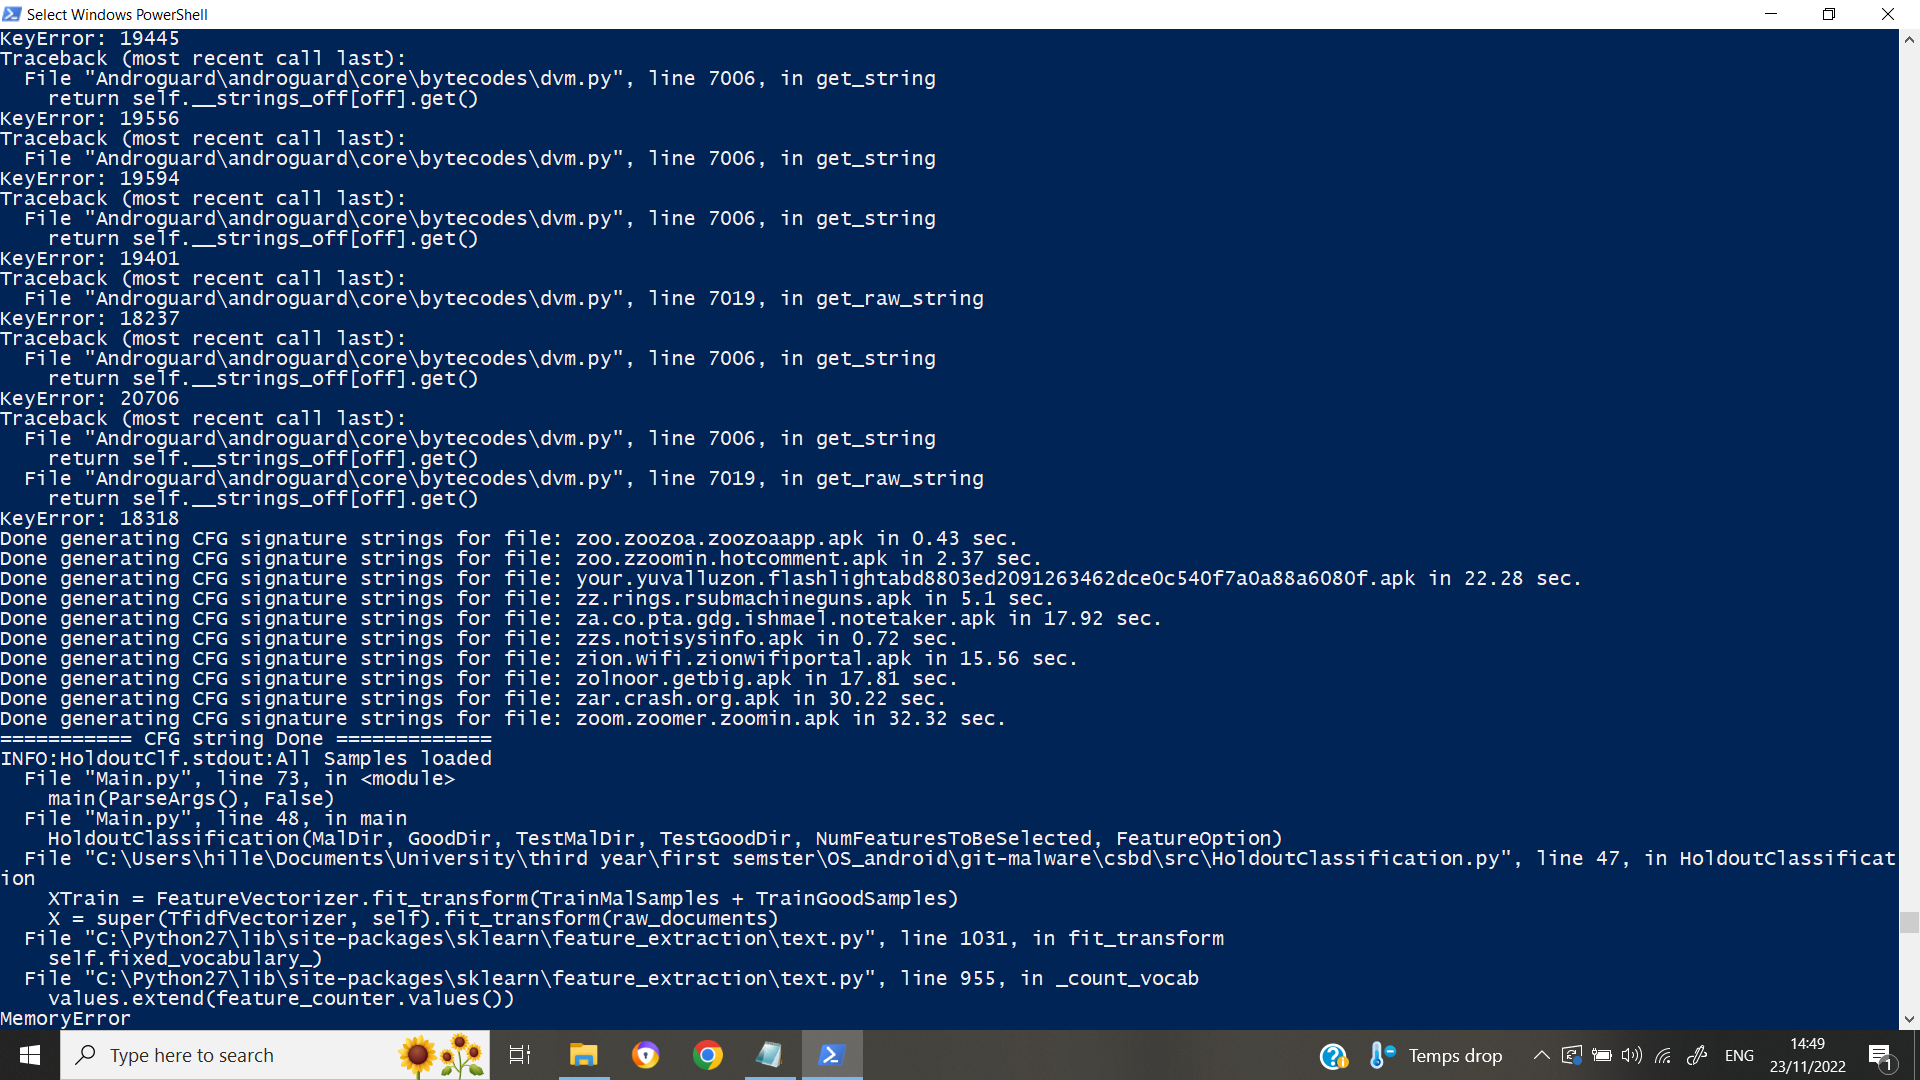 Select Windows PowerShell
KeyError: 19445
Traceback (most recent call last):
  File "Androguard\androguard\core\bytecodes\dvm.py", line 7006, in get_string
    return self.__strings_off[off].get()
KeyError: 19556
Traceback (most recent call last):
  File "Androguard\androguard\core\bytecodes\dvm.py", line 7006, in get_string
KeyError: 19594
Traceback (most recent call last):
  File "Androguard\androguard\core\bytecodes\dvm.py", line 7006, in get_string
    return self.__strings_off[off].get()
KeyError: 19401
Traceback (most recent call last):
  File "Androguard\androguard\core\bytecodes\dvm.py", line 7019, in get_raw_string
KeyError: 18237
Traceback (most recent call last):
  File "Androguard\androguard\core\bytecodes\dvm.py", line 7006, in get_string
    return self.__strings_off[off].get()
KeyError: 20706
Traceback (most recent call last):
  File "Androguard\androguard\core\bytecodes\dvm.py", line 7006, in get_string
    return self.__strings_off[off].get()
  File "Androguard\androguard\core\bytecodes\dvm.py", line 7019, in get_raw_string
    return self.__strings_off[off].get()
KeyError: 18318
Done generating CFG signature strings for file: zoo.zoozoa.zoozoaapp.apk in 0.43 sec.
Done generating CFG signature strings for file: zoo.zzoomin.hotcomment.apk in 2.37 sec.
Done generating CFG signature strings for file: your.yuvalluzon.flashlightabd8803ed2091263462dce0c540f7a0a88a6080f.apk in 22.28 sec.
Done generating CFG signature strings for file: zz.rings.rsubmachineguns.apk in 5.1 sec.
Done generating CFG signature strings for file: za.co.pta.gdg.ishmael.notetaker.apk in 17.92 sec.
Done generating CFG signature strings for file: zzs.notisysinfo.apk in 0.72 sec.
Done generating CFG signature strings for file: zion.wifi.zionwifiportal.apk in 15.56 sec.
Done generating CFG signature strings for file: zolnoor.getbig.apk in 17.81 sec.
Done generating CFG signature strings for file: zar.crash.org.apk in 30.22 sec.
Done generating CFG signature strings for file: zoom.zoomer.zoomin.apk in 32.32 sec.
=========== CFG string Done =============
INFO:HoldoutClf.stdout:All Samples loaded
  File "Main.py", line 73, in <module>
    main(ParseArgs(), False)
  File "Main.py", line 48, in main
    HoldoutClassification(MalDir, GoodDir, TestMalDir, TestGoodDir, NumFeaturesToBeSelected, FeatureOption)
  File "C:\Users\hille\Documents\University\third year\first semster\OS_android\git-malware\csbd\src\HoldoutClassification.py", line 47, in HoldoutClassificat
ion
    XTrain = FeatureVectorizer.fit_transform(TrainMalSamples + TrainGoodSamples)
    X = super(TfidfVectorizer, self).fit_transform(raw_documents)
  File "C:\Python27\lib\site-packages\sklearn\feature_extraction\text.py", line 1031, in fit_transform
    self.fixed_vocabulary_)
  File "C:\Python27\lib\site-packages\sklearn\feature_extraction\text.py", line 955, in _count_vocab
    values.extend(feature_counter.values())
MemoryError
Type here to search
Temps drop
ENG
14:49
23/11/2022
1